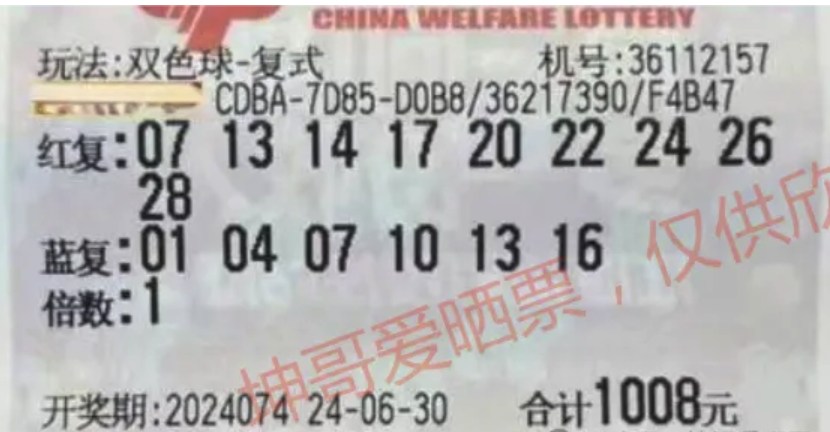 CHINA WELFARE LOTTERY
玩法:双色球-复式 机号:36112157
CDBA-7D85-D0B8/36217390/F4B47
红复:07 13 14 17 20 22 24 26
28
蓝复:01 04 07 10 13 16
倍数:1
坤哥爱晒票，仅供欣
开奖期:2024074 24-06-30 合计1008元